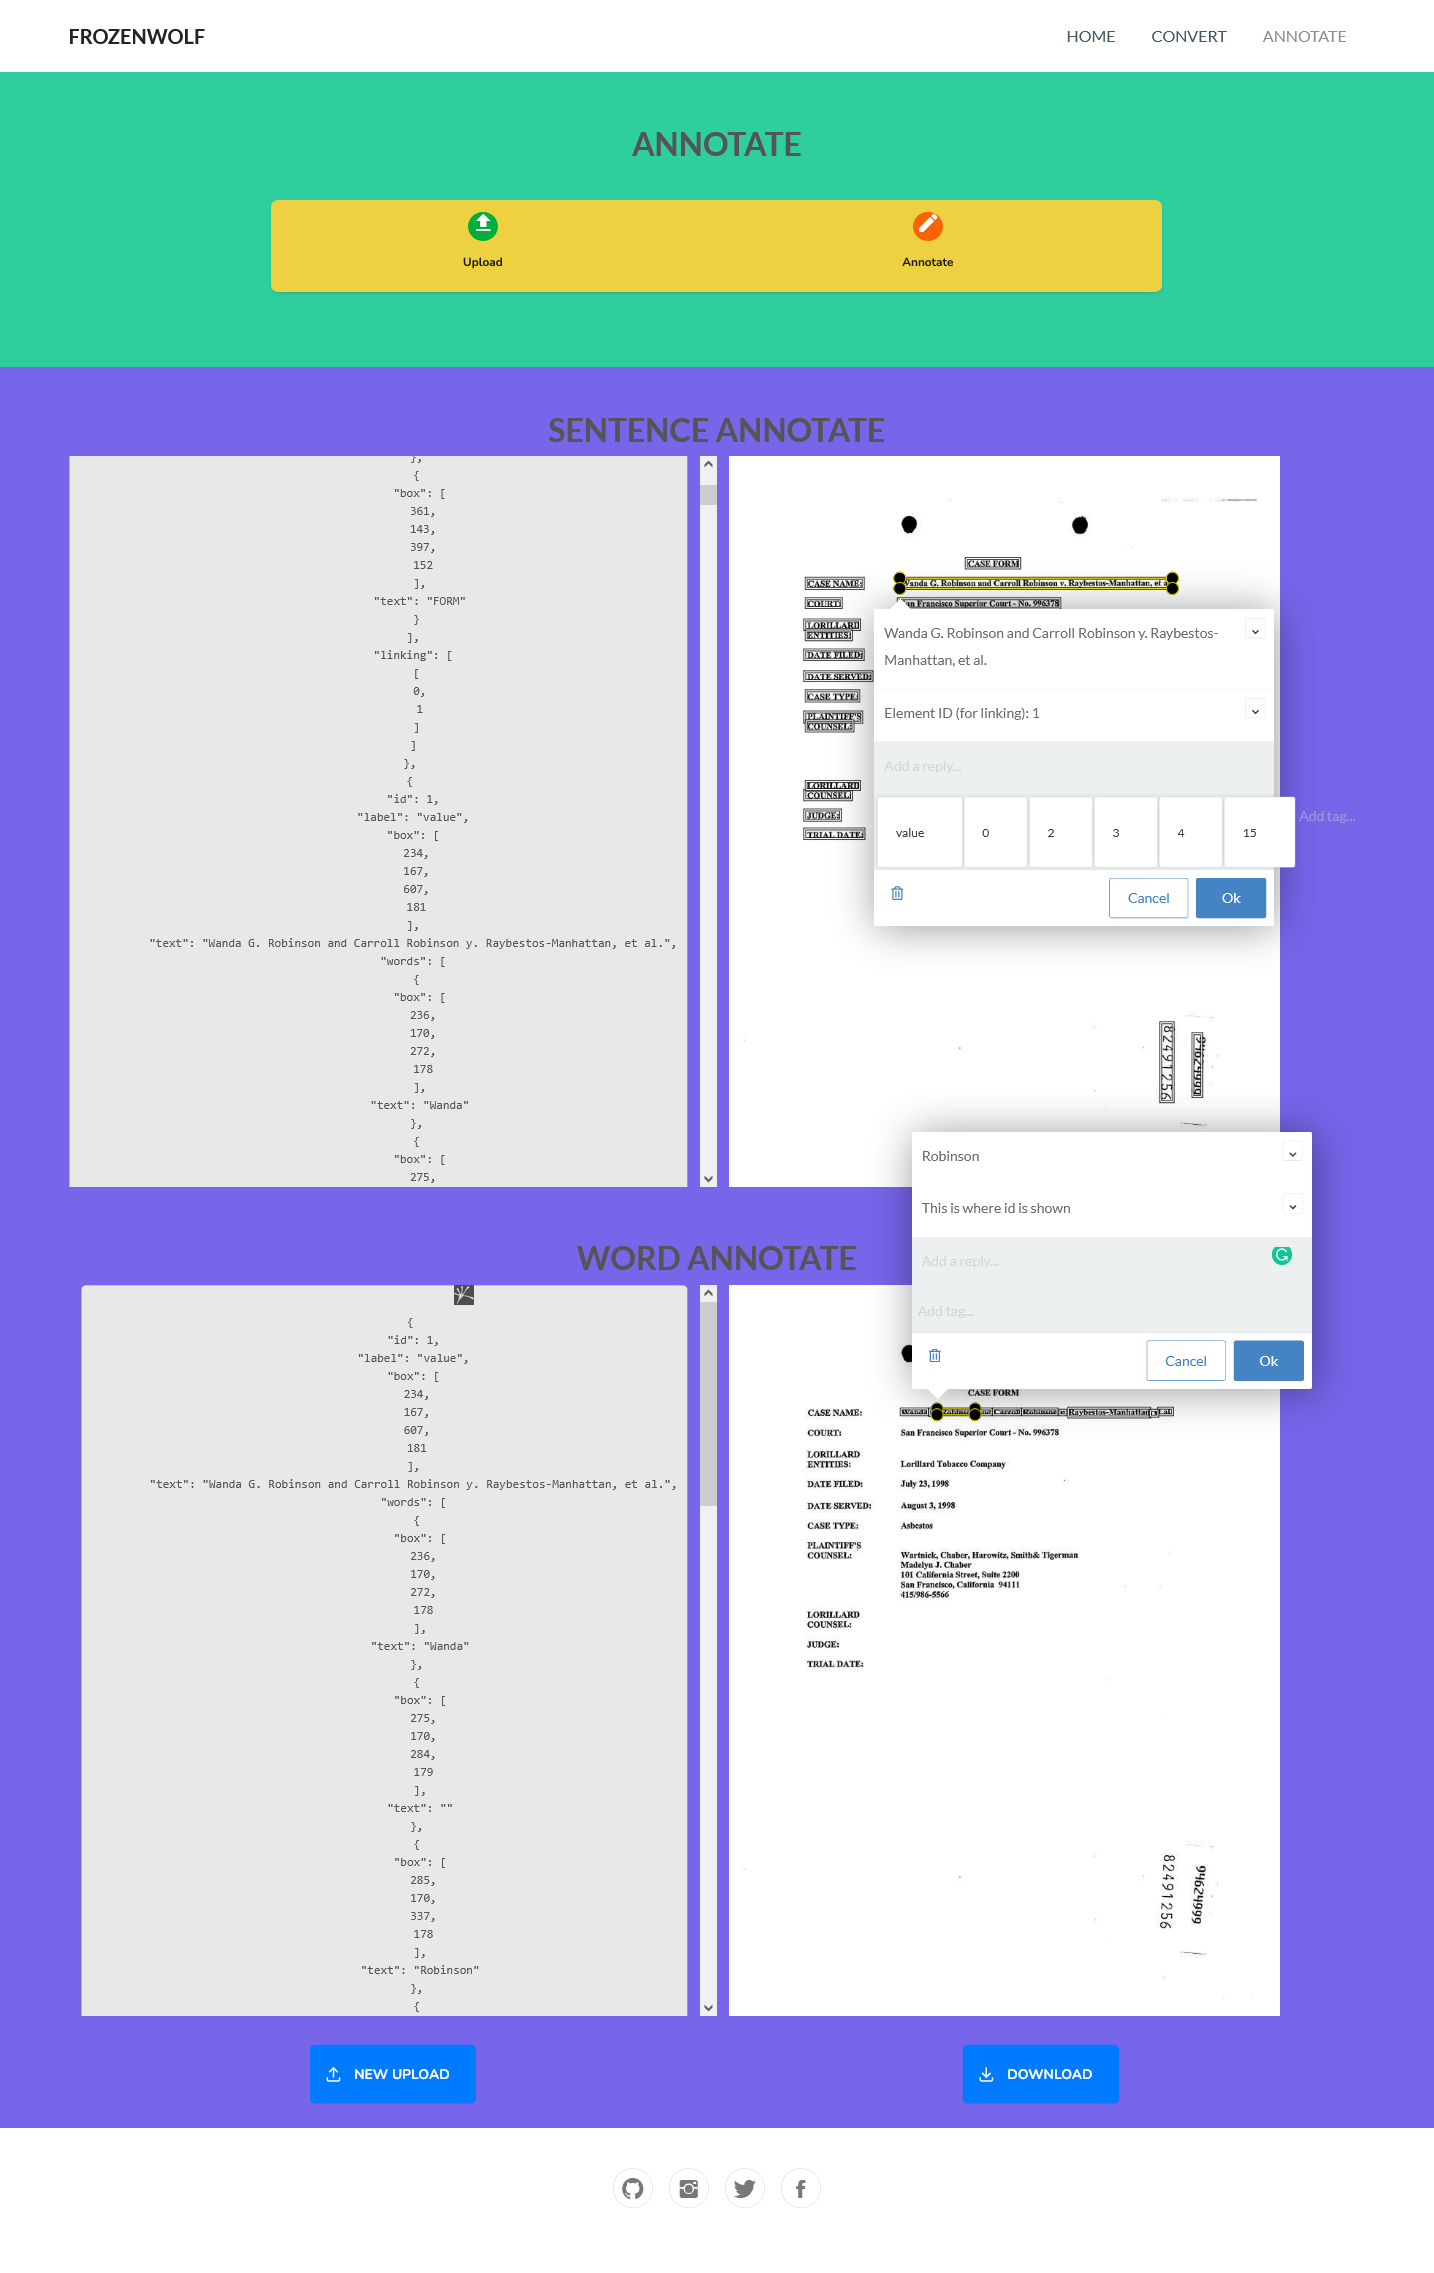 FROZENWOLF
HOME CONVERT ANNOTATE
ANNOTATE
Upload
Annotate
SENTENCE ANNOTATE
},
{
"box": [
361,
143,
397,
152
],
"text": "FORM"
}
],
"linking": [
[
0,
1
]
]
},
{
"id": 1,
"label": "value",
"box": [
234,
167,
607,
181
],
"text": "Wanda G. Robinson and Carroll Robinson y. Raybestos-Manhattan, et al.",
"words": [
{
"box": [
236,
170,
272,
178
],
"text": "Wanda"
},
{
"box": [
275,
CASE FORM
CASE NAME: Wanda G. Robinson and Carroll Robinson v. Raybestos-Manhattan, et a
COURT: San Francisco Superior Court - No. 996378
LORILLARD
ENTITIES:
DATE FILED:
DATE SERVED:
CASE TYPE:
PLAINTIFF'S
COUNSEL:
LORILLARD
COUNSEL:
JUDGE:
TRIAL DATE:
82491256
Wanda G. Robinson and Carroll Robinson y. Raybestos-
Manhattan, et al.
Element ID (for linking): 1
Add a reply...
value 0 2 3 4 15 Add tag...
Cancel Ok
Robinson
This is where id is shown
Add a reply...
Add tag...
Cancel Ok
WORD ANNOTATE
{
"id": 1,
"label": "value",
"box": [
234,
167,
607,
181
],
"text": "Wanda G. Robinson and Carroll Robinson y. Raybestos-Manhattan, et al.",
"words": [
{
"box": [
236,
170,
272,
178
],
"text": "Wanda"
},
{
"box": [
275,
170,
284,
179
],
"text": ""
},
{
"box": [
285,
170,
337,
178
],
"text": "Robinson"
},
{
CASE FORM
CASE NAME: Wanda Robinson and Carroll Robinson Raybestos-Manhattan
COURT: San Francisco Superior Court - No. 996378
LORILLARD
ENTITIES: Lorillard Tobacco Company
DATE FILED: July 23, 1998
DATE SERVED: August 3, 1998
CASE TYPE: Asbestos
PLAINTIFF'S
COUNSEL: Wartnick, Chaber, Harowitz, Smith& Tigerman
Madelyn J. Chaber
101 California Street, Suite 2200
San Francisco, California 94111
415/986-5566
LORILLARD
COUNSEL:
JUDGE:
TRIAL DATE:
82491256
94624999
NEW UPLOAD
DOWNLOAD